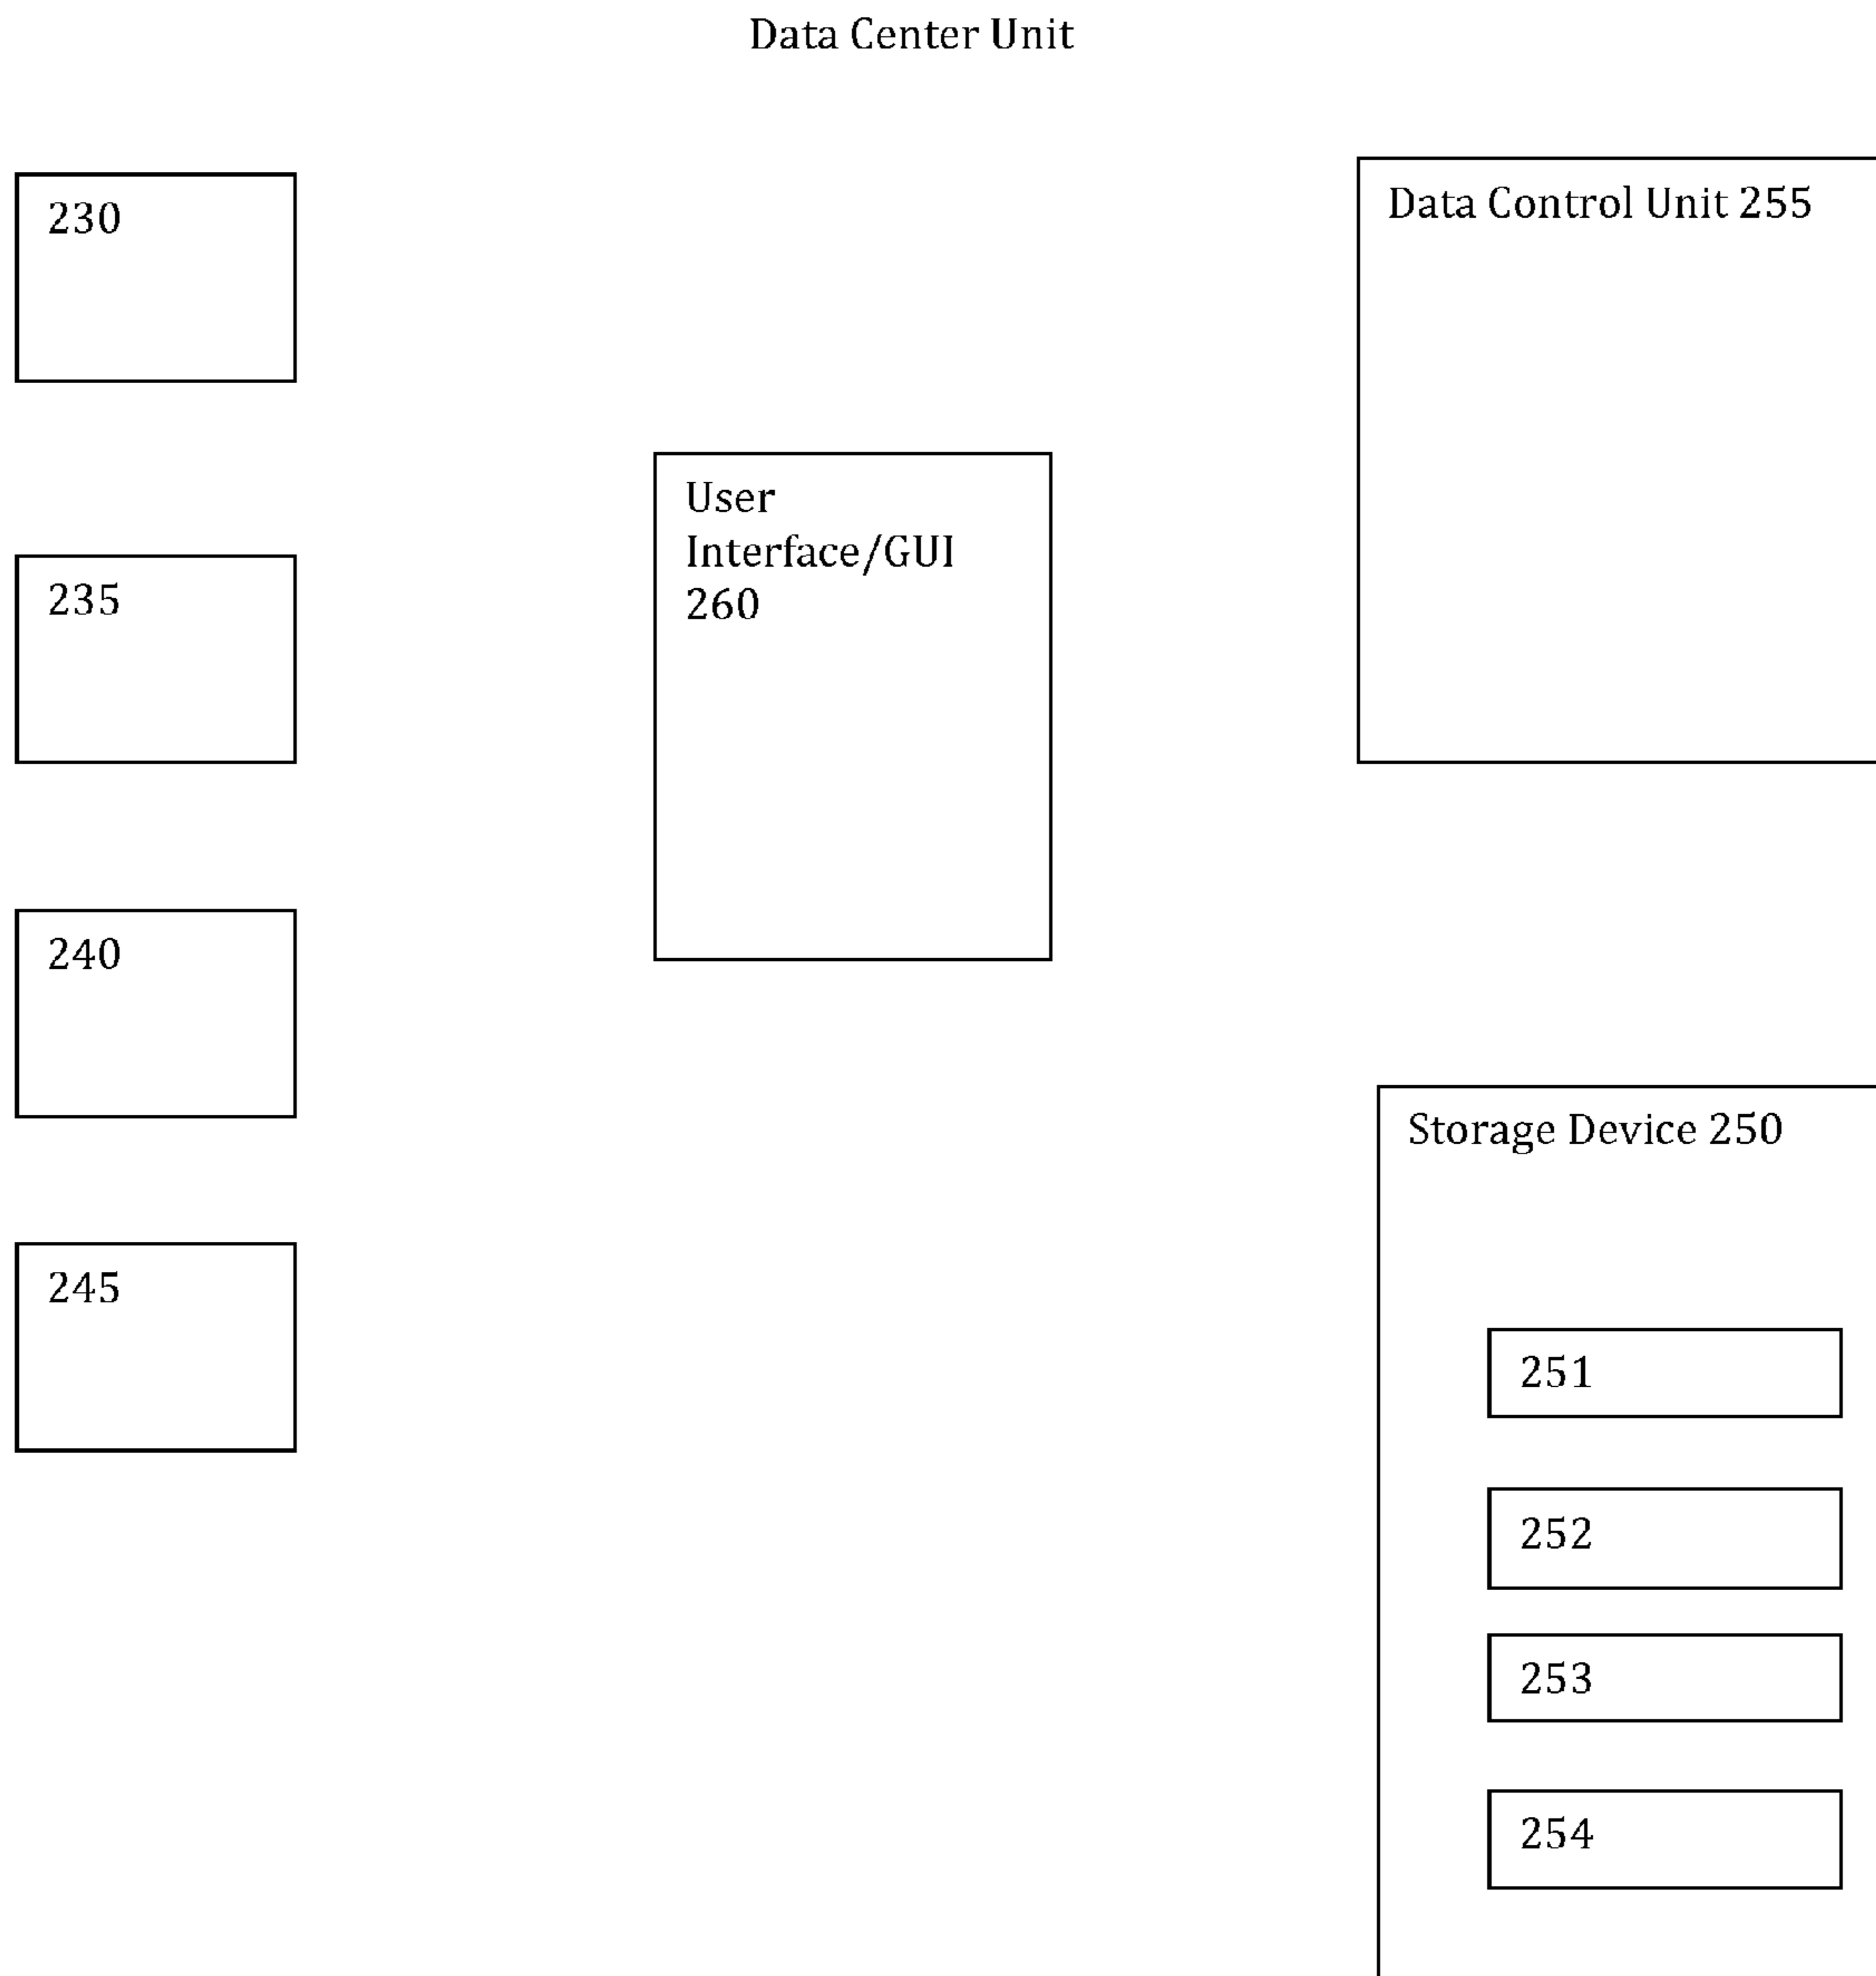 Data Center Unit
230
235
240
245
User
Interface/GUI
260
Data Control Unit 255
Storage Device 250
251
252
253
254